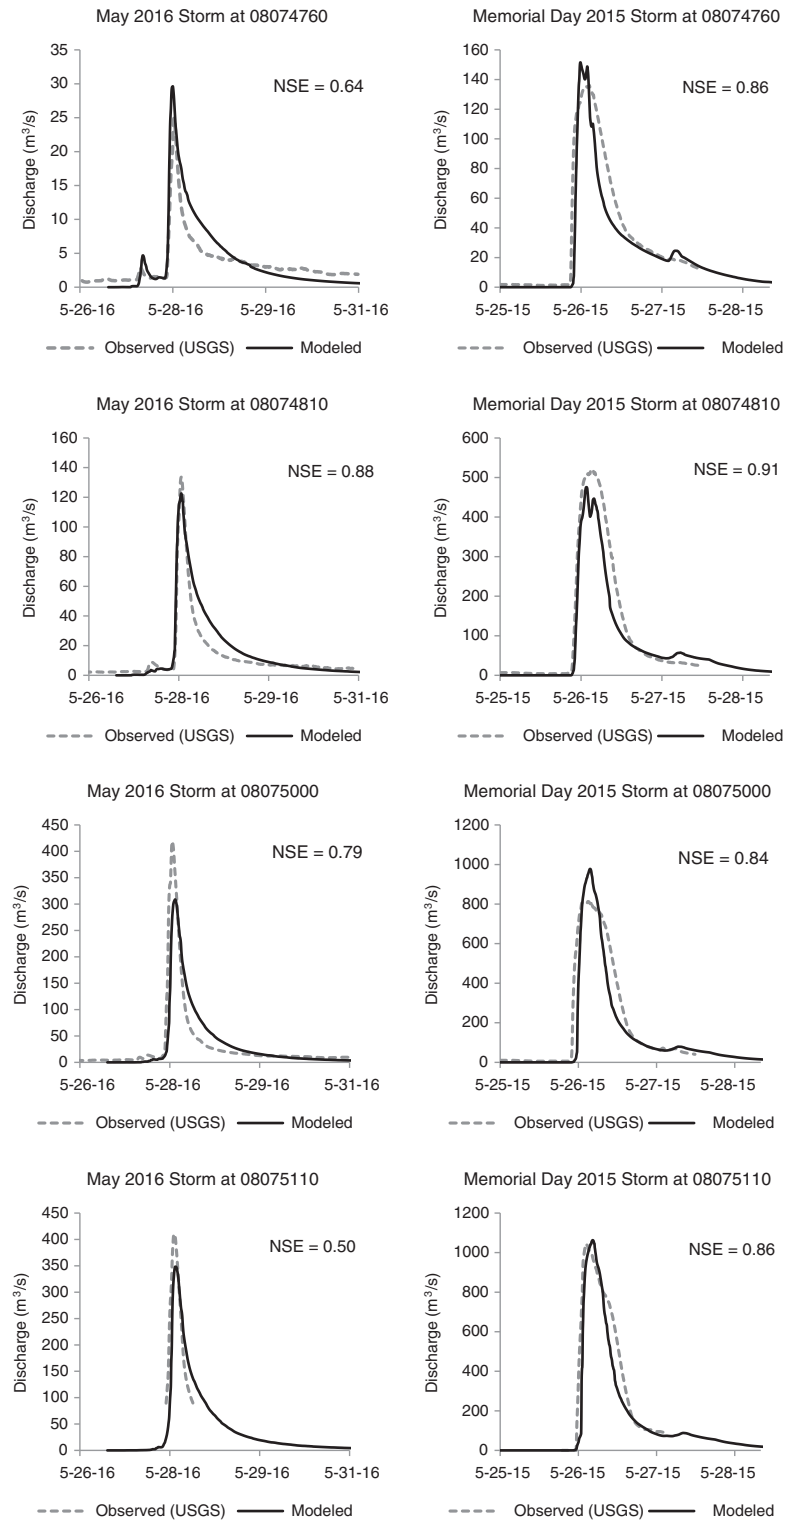 May 2016 Storm at 08074760
35
30
25
20
15
10
5
0
Discharge (m³/s)
NSE = 0.64
5-26-16 5-28-16 5-29-16 5-31-16
Observed (USGS) Modeled
Memorial Day 2015 Storm at 08074760
160
140
120
100
80
60
40
20
0
Discharge (m³/s)
NSE = 0.86
5-25-15 5-26-15 5-27-15 5-28-15
Observed (USGS) Modeled
May 2016 Storm at 08074810
160
140
120
100
80
60
40
20
0
Discharge (m³/s)
NSE = 0.88
5-26-16 5-28-16 5-29-16 5-31-16
Observed (USGS) Modeled
Memorial Day 2015 Storm at 08074810
600
500
400
300
200
100
0
Discharge (m³/s)
NSE = 0.91
5-25-15 5-26-15 5-27-15 5-28-15
Observed (USGS) Modeled
May 2016 Storm at 08075000
450
400
350
300
250
200
150
100
50
0
Discharge (m³/s)
NSE = 0.79
5-26-16 5-28-16 5-29-16 5-31-16
Observed (USGS) Modeled
Memorial Day 2015 Storm at 08075000
1200
1000
800
600
400
200
0
Discharge (m³/s)
NSE = 0.84
5-25-15 5-26-15 5-27-15 5-28-15
Observed (USGS) Modeled
May 2016 Storm at 08075110
450
400
350
300
250
200
150
100
50
0
Discharge (m³/s)
NSE = 0.50
5-26-16 5-28-16 5-29-16 5-31-16
Observed (USGS) Modeled
Memorial Day 2015 Storm at 08075110
1200
1000
800
600
400
200
0
Discharge (m³/s)
NSE = 0.86
5-25-15 5-26-15 5-27-15 5-28-15
Observed (USGS) Modeled